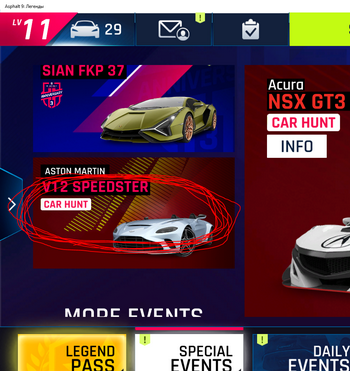 Asphalt 9: Легенды
LV 11
29
!
SIAN FKP 37
ASTON MARTIN
V12 SPEEDSTER
CAR HUNT
Acura
NSX GT3
CAR HUNT
INFO
MORE EVENTS
LEGEND
PASS
!
SPECIAL
EVENTS
!
DAILY
EVENTS